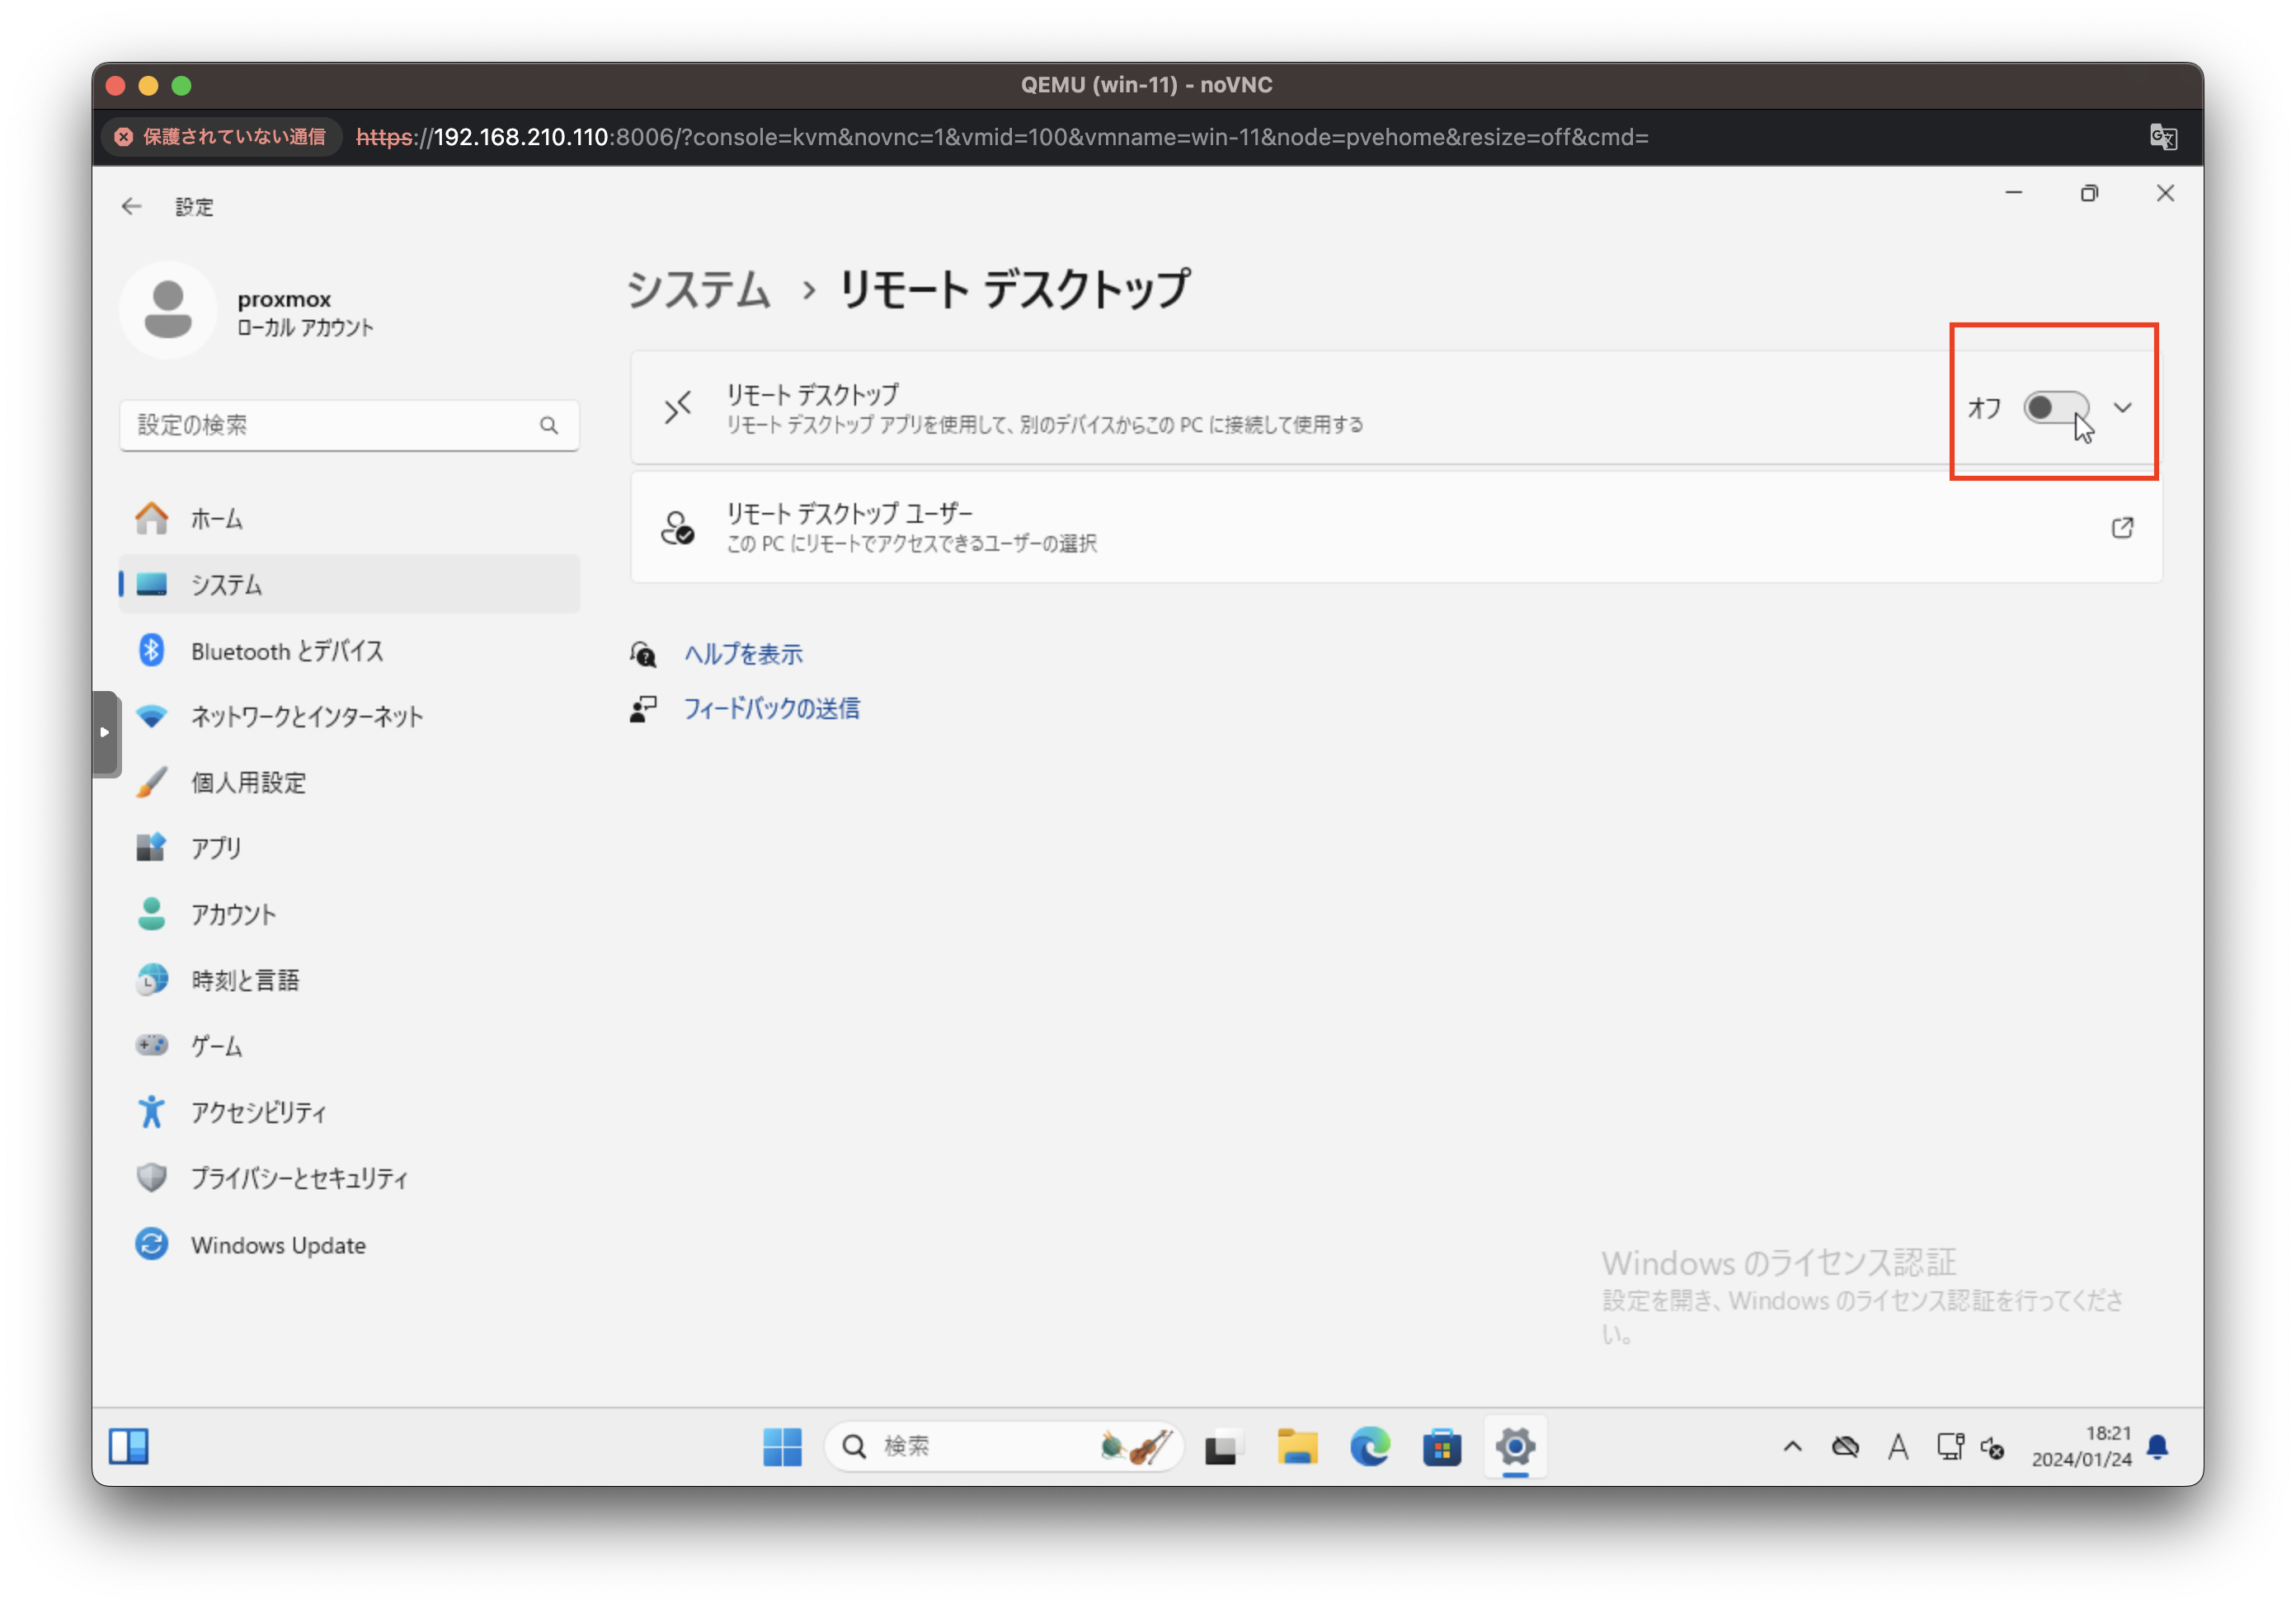 QEMU (win-11) - noVNC
保護されていない通信
https://192.168.210.110:8006/?console=kvm&novnc=1&vmid=100&vmname=win-11&node=pvehome&resize=off&cmd=
設定
proxmox
ローカル アカウント
設定の検索
ホーム
システム
Bluetooth とデバイス
ネットワークとインターネット
個人用設定
アプリ
アカウント
時刻と言語
ゲーム
アクセシビリティ
プライバシーとセキュリティ
Windows Update
システム › リモート デスクトップ
リモート デスクトップ
リモート デスクトップ アプリを使用して、別のデバイスからこの PC に接続して使用する
オフ
リモート デスクトップ ユーザー
この PC にリモートでアクセスできるユーザーの選択
ヘルプを表示
フィードバックの送信
Windows のライセンス認証
設定を開き、Windows のライセンス認証を行ってくださ
い。
検索
A
18:21
2024/01/24